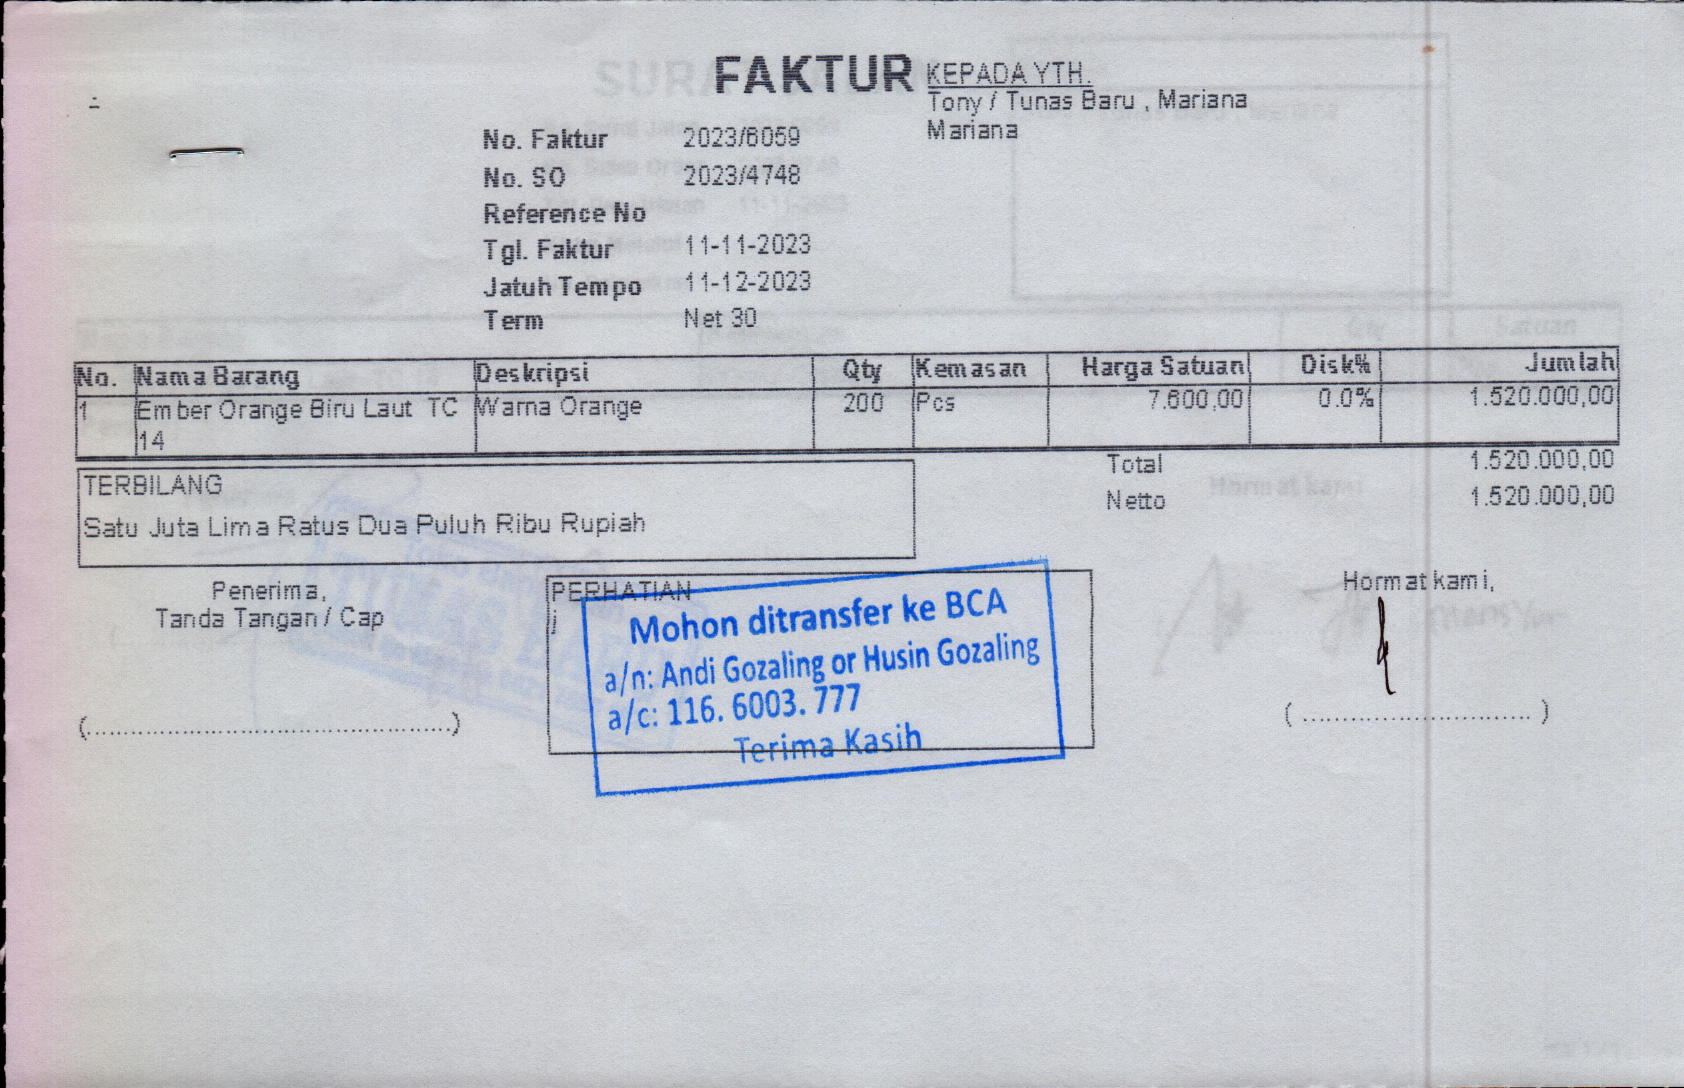 FAKTUR
KEPADA YTH.
Tony / Tunas Baru , Mariana
Mariana
No. Faktur 2023/6059
No. SO 2023/4748
Reference No
Tgl. Faktur 11-11-2023
Jatuh Tempo 11-12-2023
Term Net 30
No. Nama Barang Deskripsi Qty Kemasan Harga Satuan Disk% Jumlah
1 Ember Orange Biru Laut TC Warna Orange 200 Pcs 7.600,00 0.0% 1.520.000,00
14
Total 1.520.000,00
Netto 1.520.000,00
TERBILANG
Satu Juta Lima Ratus Dua Puluh Ribu Rupiah
Penerima,
Tanda Tangan / Cap
(................................................)
PERHATIAN
j
Mohon ditransfer ke BCA
a/n: Andi Gozaling or Husin Gozaling
a/c: 116. 6003. 777
Terima Kasih
Hormat kami,
( .............................. )